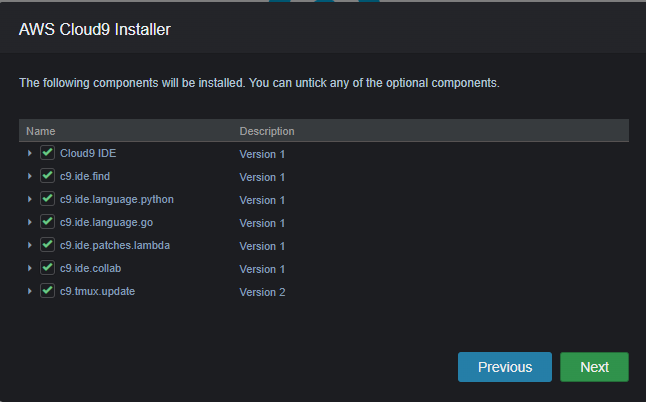 AWS Cloud9 Installer
The following components will be installed. You can untick any of the optional components.
Name Description
Cloud9 IDE Version 1
c9.ide.find Version 1
c9.ide.language.python Version 1
c9.ide.language.go Version 1
c9.ide.patches.lambda Version 1
c9.ide.collab Version 1
c9.tmux.update Version 2
Previous Next